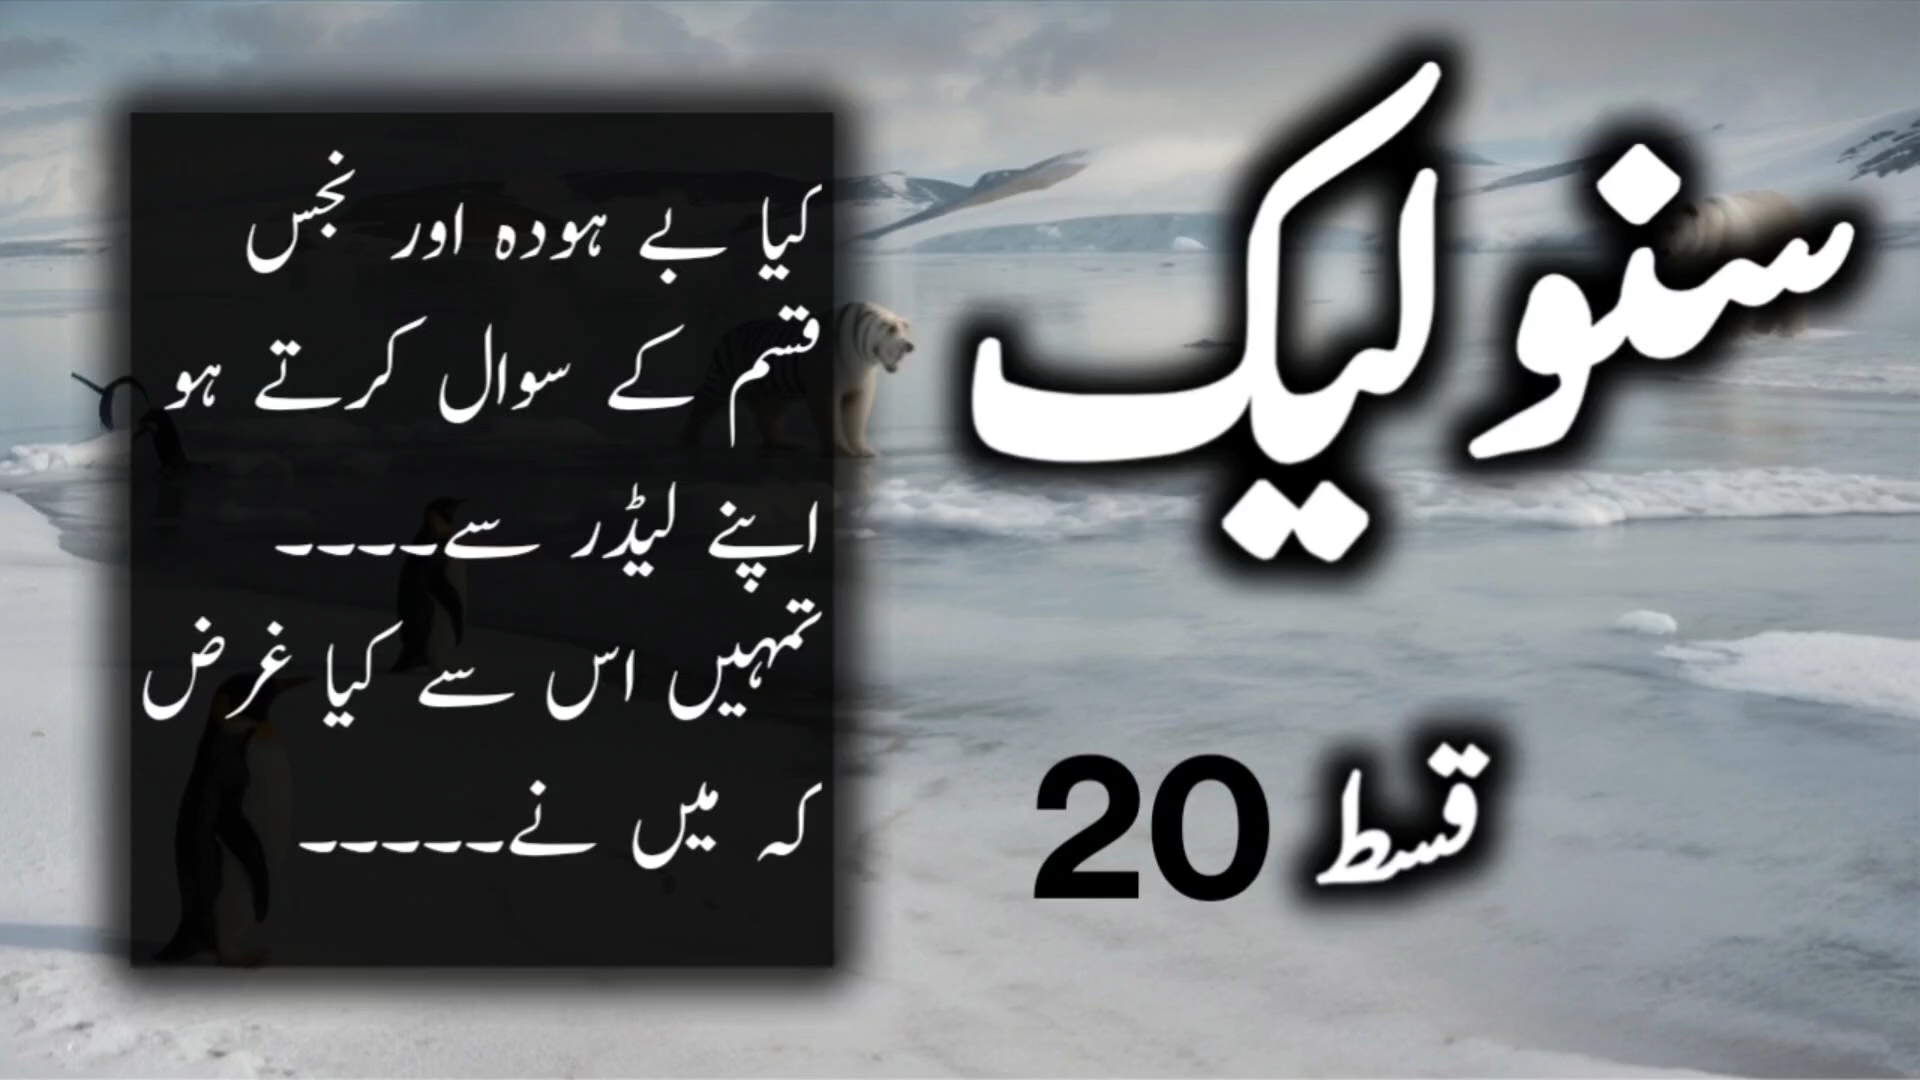 سنو لیک
قسط 20
کیا بے ہودہ اور نجس
قسم کے سوال کرتے ہو
اپنے لیڈر سے۔۔۔۔
تمہیں اس سے کیا غرض
کہ میں نے۔۔۔۔۔